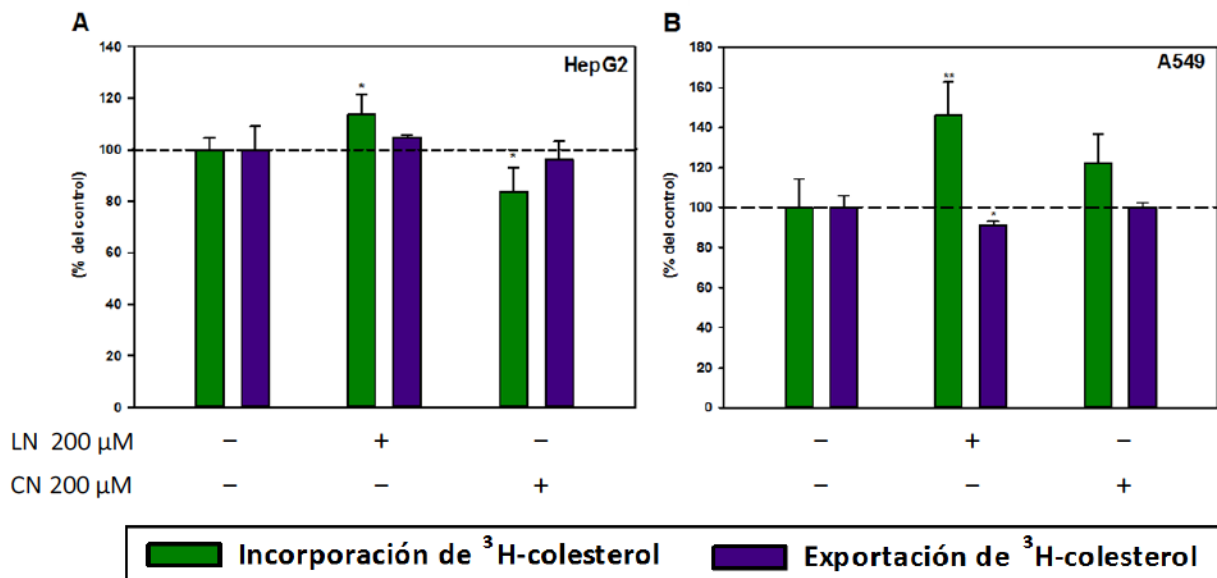 A
B
140
120
100
80
60
40
20
0
(% del control)
HepG2
*
*
180
160
140
120
100
80
60
40
20
0
(% del control)
A549
**
*
LN 200 µM – + – – + –
CN 200 µM – – + – – +
Incorporación de ³H-colesterol
Exportación de ³H-colesterol